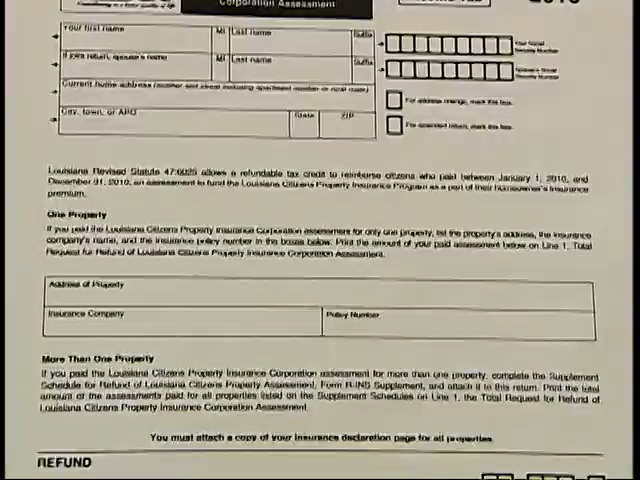 Corporation Assessment
2010
Your first name MI Last name Suffix
Your Social Security Number
If joint return, spouse's name MI Last name Suffix
Spouse's Social Security Number
Current home address (number and street including apartment number or rural route)
For address change, mark this box.
City, town, or APO State ZIP
For amended return, mark this box.
Louisiana Revised Statute 47:6025 allows a refundable tax credit to reimburse citizens who paid between January 1, 2010, and
December 31, 2010, an assessment to fund the Louisiana Citizens Property Insurance Program as a part of their homeowner's insurance
premium.
One Property
If you paid the Louisiana Citizens Property Insurance Corporation assessment for only one property, list the property's address, the insurance
company's name, and the insurance policy number in the boxes below. Print the amount of your paid assessment below on Line 1, Total
Request for Refund of Louisiana Citizens Property Insurance Corporation Assessment.
Address of Property
Insurance Company Policy Number
More Than One Property
If you paid the Louisiana Citizens Property Insurance Corporation assessment for more than one property, complete the Supplement
Schedule for Refund of Louisiana Citizens Property Assessment, Form R-INS Supplement, and attach it to this return. Print the total
amount of the assessments paid for all properties listed on the Supplement Schedules on Line 1, the Total Request for Refund of
Louisiana Citizens Property Insurance Corporation Assessment.
You must attach a copy of your insurance declaration page for all properties
REFUND